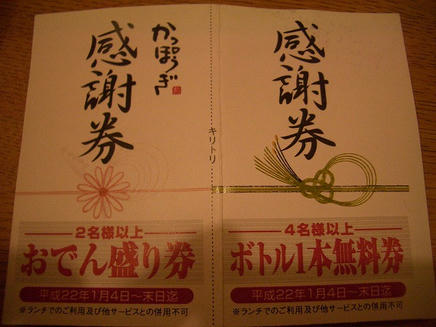 かっぽうぎ
感謝券
2名様以上
おでん盛り券
平成22年1月4日～末日迄
※ランチでのご利用及び他サービスとの併用不可
キリトリ
感謝券
4名様以上
ボトル1本無料券
平成22年1月4日～末日迄
※ランチでのご利用及び他サービスとの併用不可